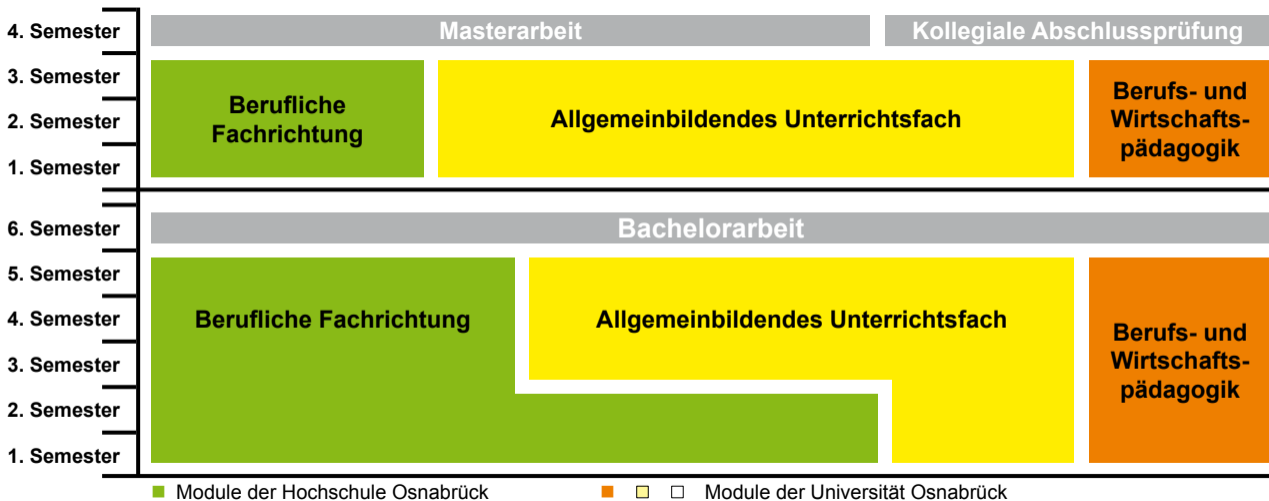 4. Semester
Masterarbeit
Kollegiale Abschlussprüfung
3. Semester
2. Semester
1. Semester
Berufliche
Fachrichtung
Allgemeinbildendes Unterrichtsfach
Berufs- und
Wirtschafts-
pädagogik
6. Semester
Bachelorarbeit
5. Semester
4. Semester
3. Semester
2. Semester
1. Semester
Berufliche Fachrichtung
Allgemeinbildendes Unterrichtsfach
Berufs- und
Wirtschafts-
pädagogik
Module der Hochschule Osnabrück
Module der Universität Osnabrück